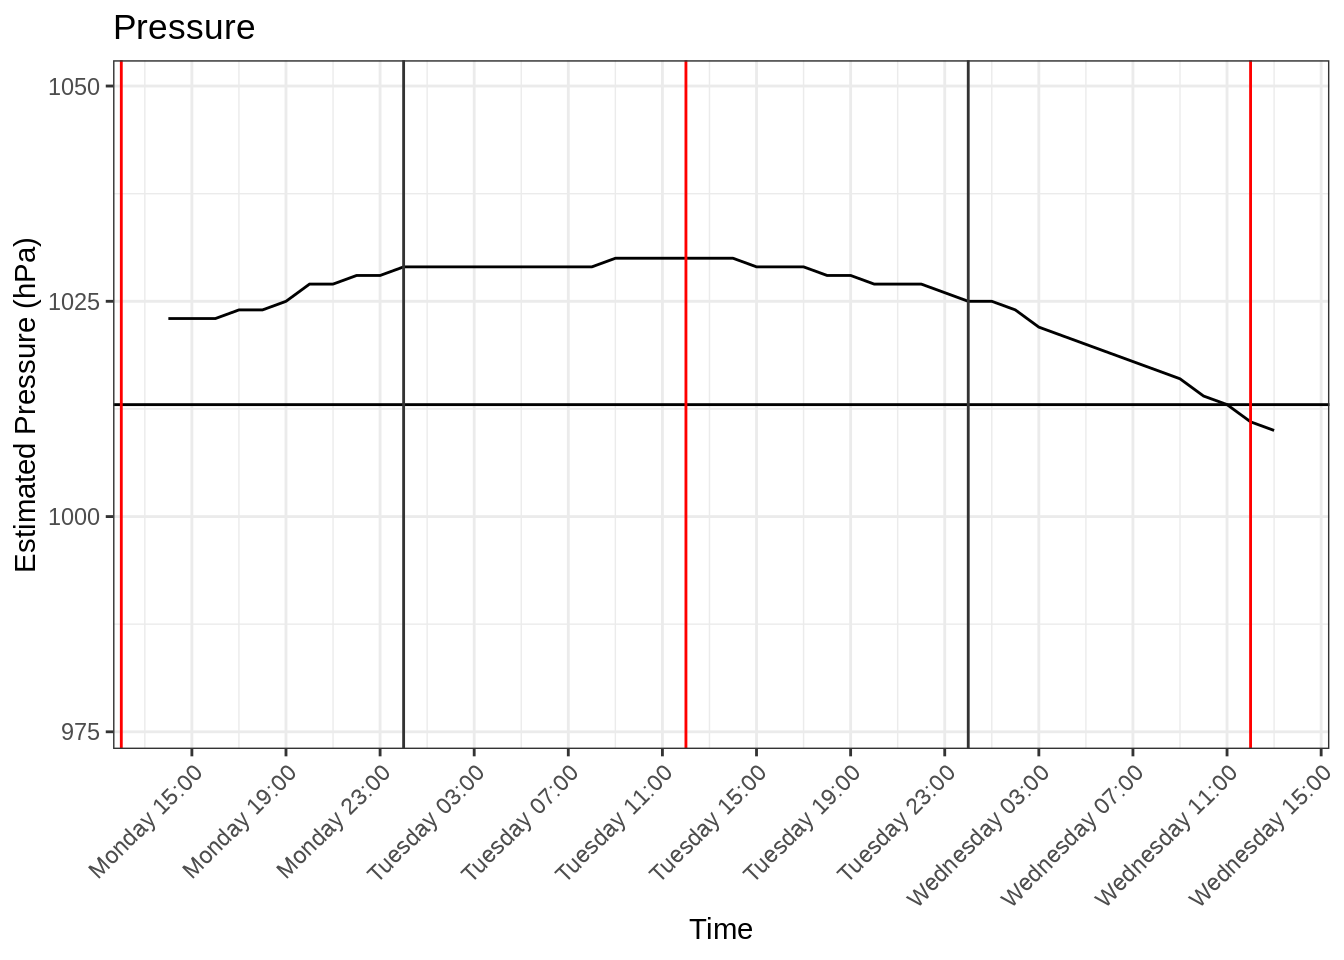 Pressure
Estimated Pressure (hPa)
1050
1025
1000
975
Monday 15:00
Monday 19:00
Monday 23:00
Tuesday 03:00
Tuesday 07:00
Tuesday 11:00
Tuesday 15:00
Tuesday 19:00
Tuesday 23:00
Wednesday 03:00
Wednesday 07:00
Wednesday 11:00
Wednesday 15:00
Time